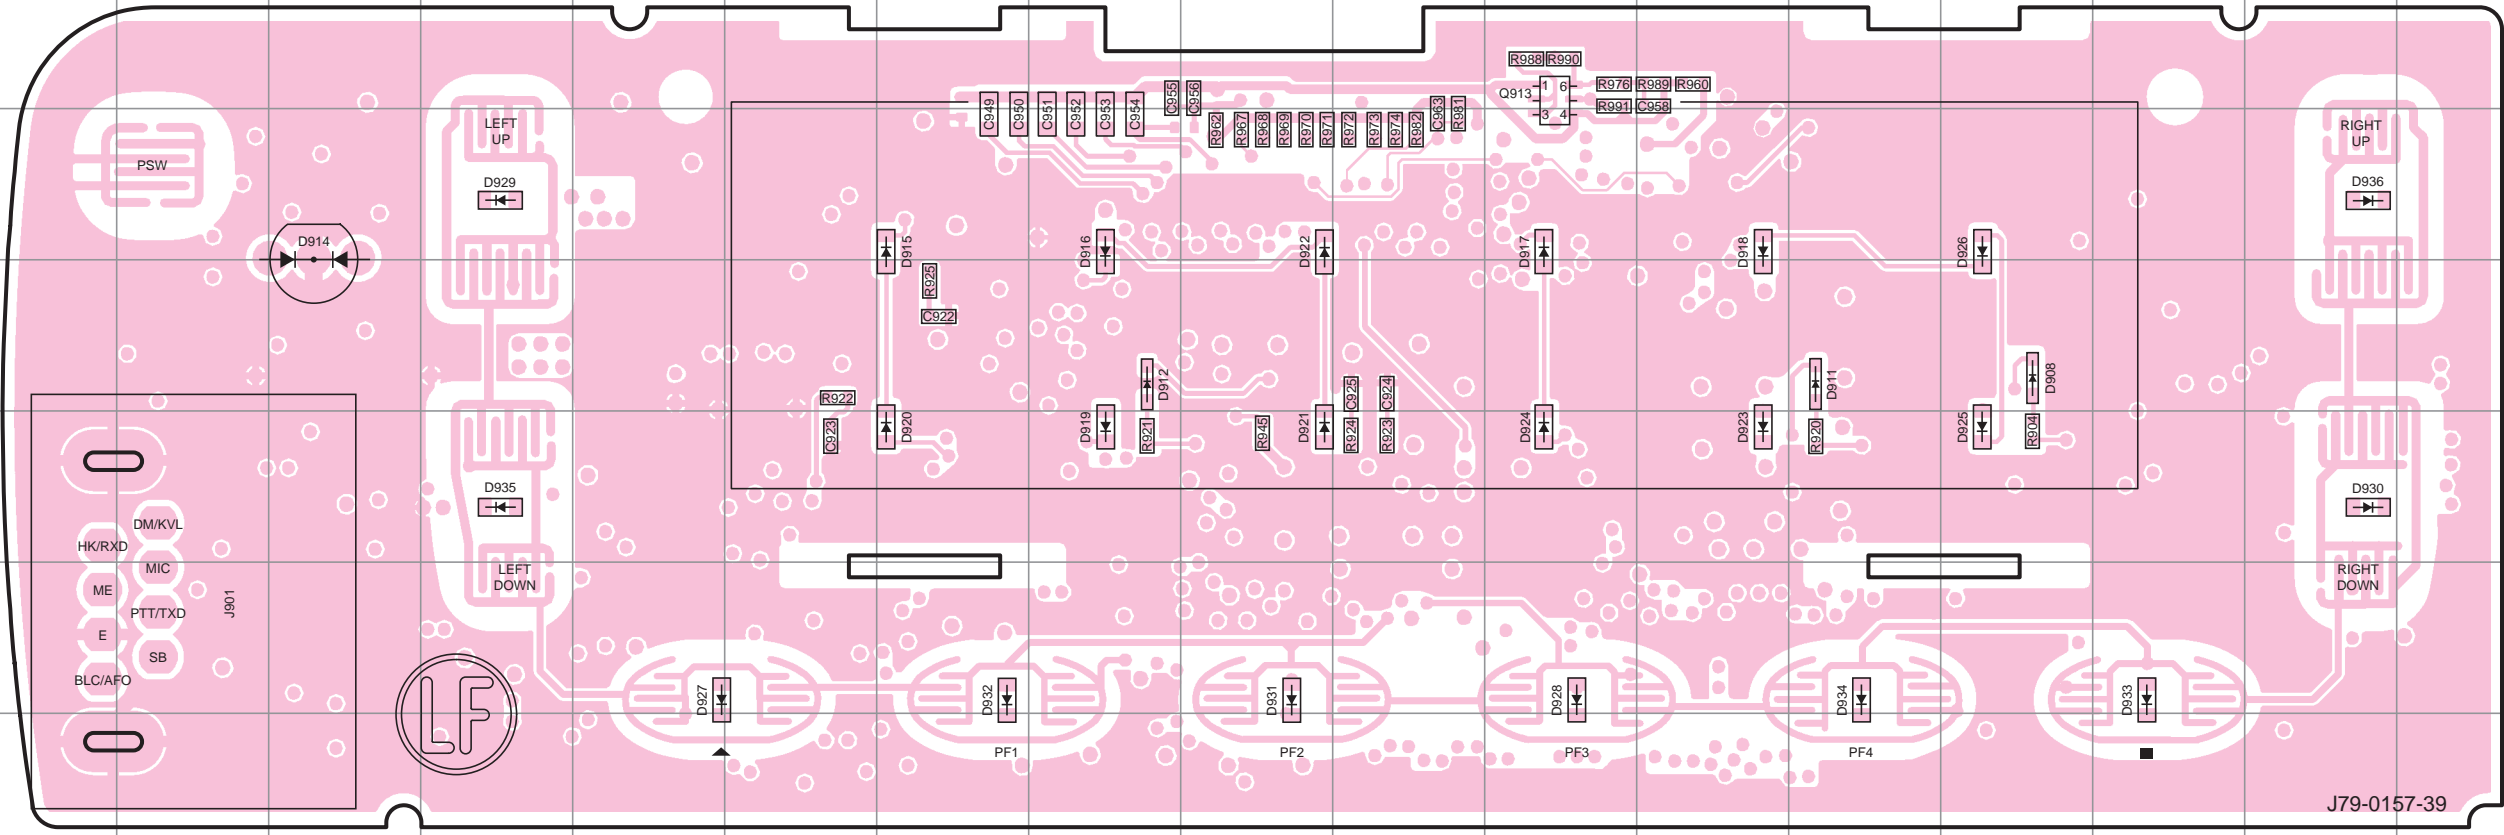 R988 R990
R976 R989 R960
Q913
1 6
3 4
R991 C958
C949 C950 C951 C952 C953 C954 C955 C956
R962 R967 R968 R969 R970 R971 R972 R973 R974 R982 C963 R981
LEFT
UP
RIGHT
UP
PSW
D929
D936
D914
D915 D916 D922 D917 D918 D926
R925
C922
D912 C925 C924 D911 D908
R922
C923 D920 D919 R921 R945 D921 R924 R923 D924 D923 R920 D925 R904
D935
D930
DM/KVL
HK/RXD
MIC
ME
PTT/TXD
E
SB
BLC/AFO
J901
LEFT
DOWN
RIGHT
DOWN
D927 D932 D931 D928 D934 D933
LF
PF1 PF2 PF3 PF4
J79-0157-39